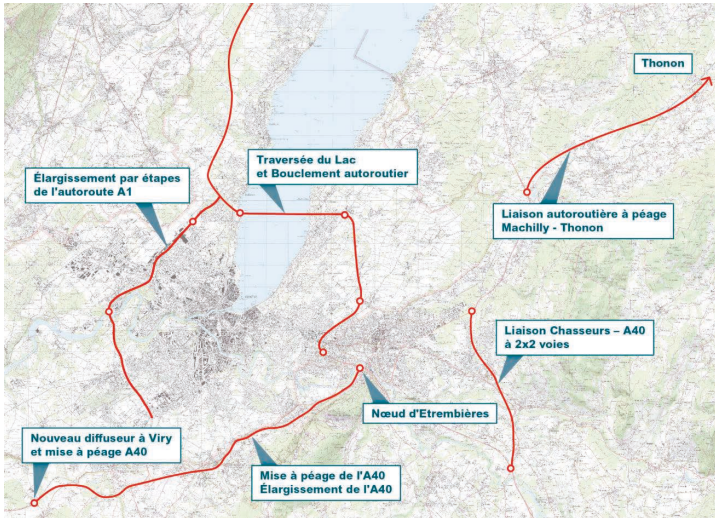 Thonon
Traversée du Lac
et Bouclement autoroutier
Élargissement par étapes
de l'autoroute A1
Liaison autoroutière à péage
Machilly - Thonon
Liaison Chasseurs – A40
à 2x2 voies
Nœud d'Etrembières
Nouveau diffuseur à Viry
et mise à péage A40
Mise à péage de l'A40
Élargissement de l'A40